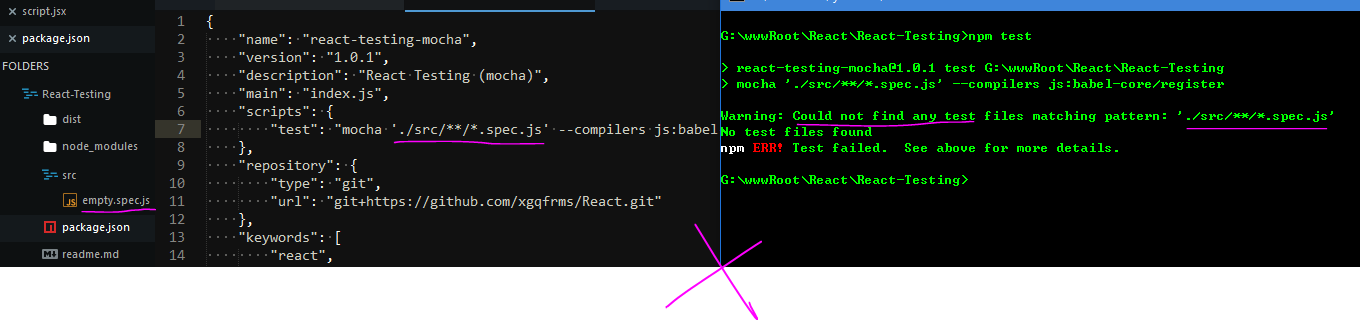 script.jsx
package.json
FOLDERS
React-Testing
dist
node_modules
src
empty.spec.js
package.json
readme.md
1 {
2 "name": "react-testing-mocha",
3 "version": "1.0.1",
4 "description": "React Testing (mocha)",
5 "main": "index.js",
6 "scripts": {
7 "test": "mocha './src/**/*.spec.js' --compilers js:babel
8 },
9 "repository": {
10 "type": "git",
11 "url": "git+https://github.com/xgqfrms/React.git"
12 },
13 "keywords": [
14 "react",
G:\wwwRoot\React\React-Testing>npm test
> react-testing-mocha@1.0.1 test G:\wwwRoot\React\React-Testing
> mocha './src/**/*.spec.js' --compilers js:babel-core/register
Warning: Could not find any test files matching pattern: './src/**/*.spec.js'
No test files found
npm ERR! Test failed.  See above for more details.
G:\wwwRoot\React\React-Testing>